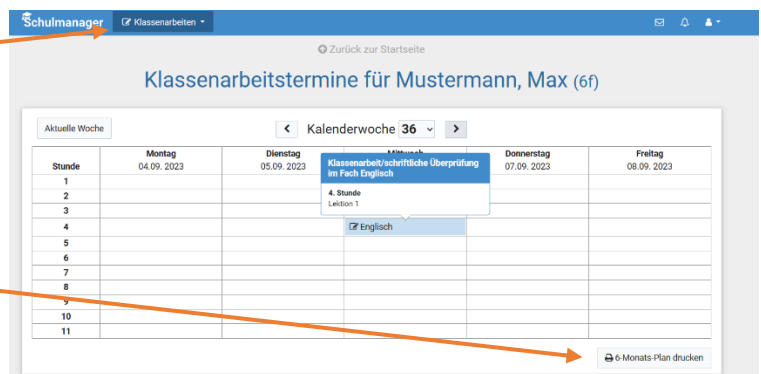 Schulmanager Klassenarbeiten
Zurück zur Startseite
Klassenarbeitstermine für Mustermann, Max (6f)
Aktuelle Woche
Kalenderwoche 36
Stunde
Montag
04.09. 2023
Dienstag
05.09. 2023
Klassenarbeit/schriftliche Überprüfung
im Fach Englisch
4. Stunde
Lektion 1
Donnerstag
07.09. 2023
Freitag
08.09. 2023
1
2
3
4 Englisch
5
6
7
8
9
10
11
6-Monats-Plan drucken